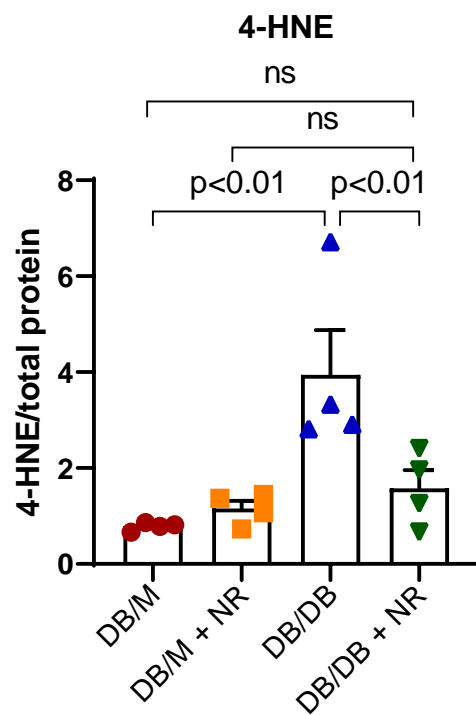 4-HNE
ns
ns
p<0.01 p<0.01
8
6
4
2
0
4-HNE/total protein
DB/M
DB/M + NR
DB/DB
DB/DB + NR